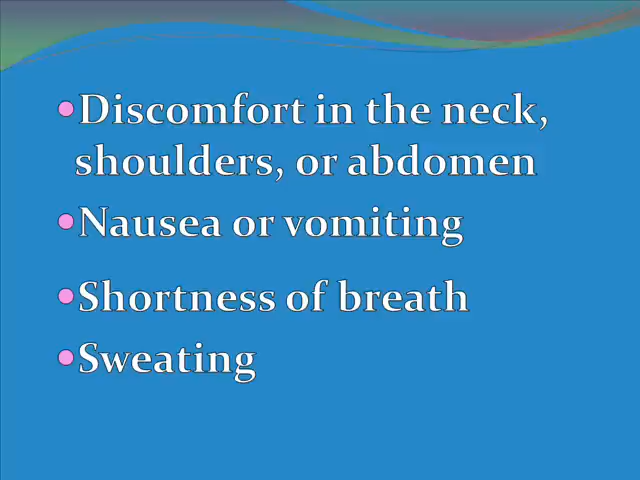 •Discomfort in the neck,
shoulders, or abdomen
•Nausea or vomiting
•Shortness of breath
•Sweating